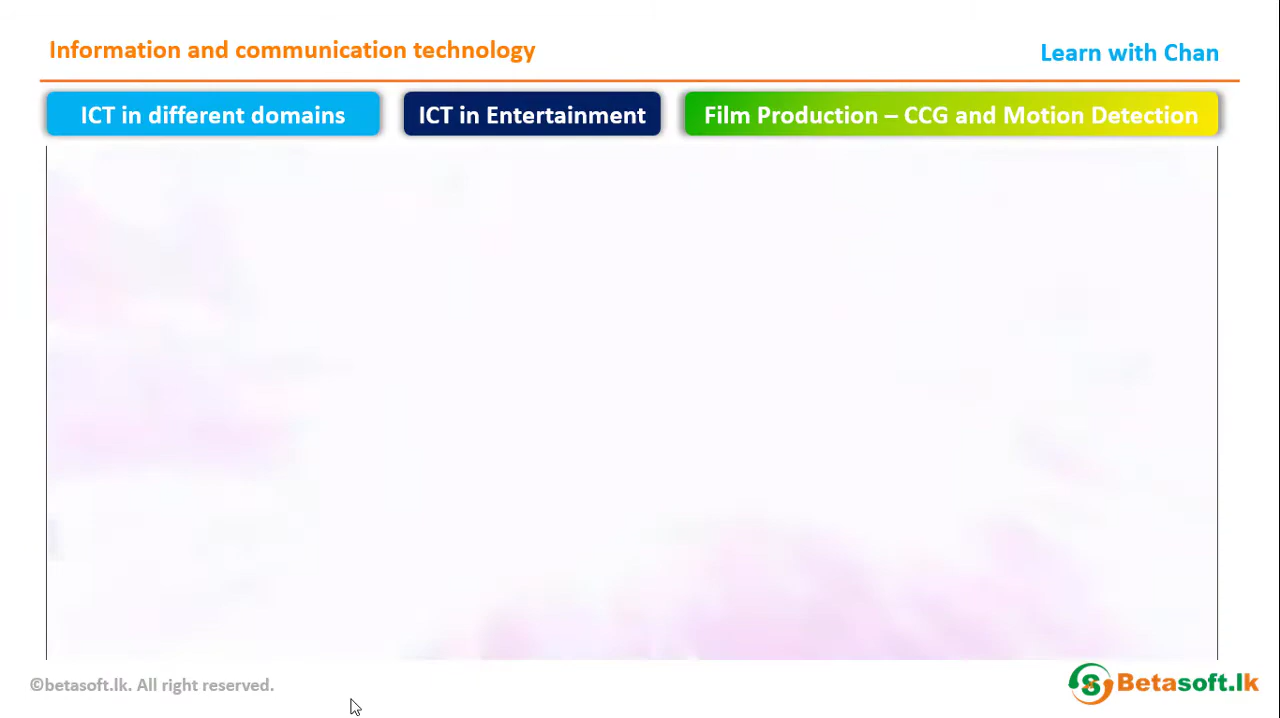 Information and communication technology
Learn with Chan
ICT in different domains
ICT in Entertainment
Film Production – CCG and Motion Detection
©betasoft.lk. All right reserved.
Betasoft.lk